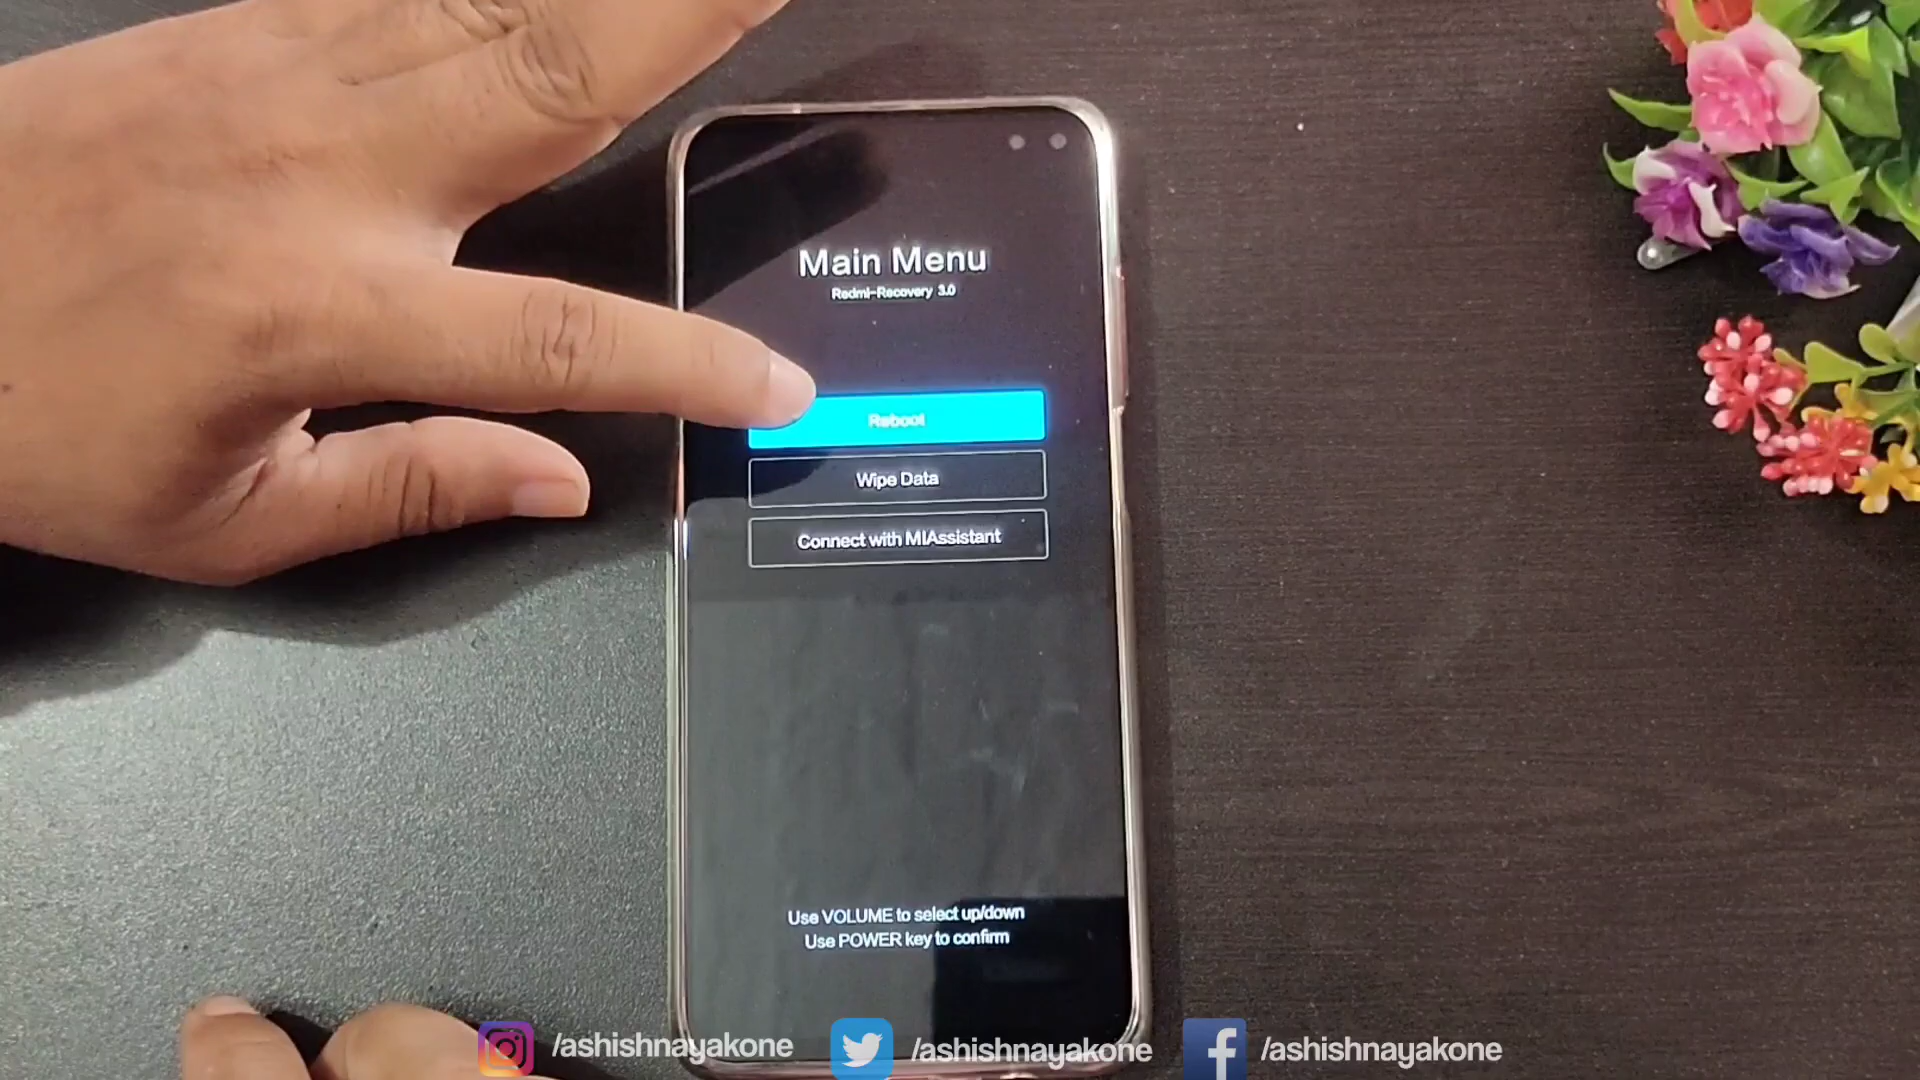 Main Menu
Redmi-Recovery 3.0
Reboot
Wipe Data
Connect with MIAssistant
Use VOLUME to select up/down
Use POWER key to confirm
/ashishnayakone
/ashishnayakone
/ashishnayakone